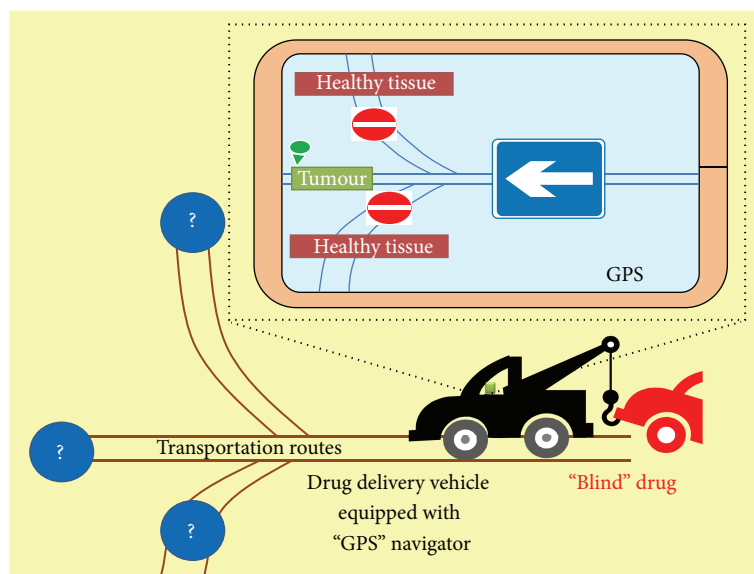 Healthy tissue
Tumour
Healthy tissue
GPS
?
?
?
Transportation routes
Drug delivery vehicle
equipped with
“GPS” navigator
“Blind” drug